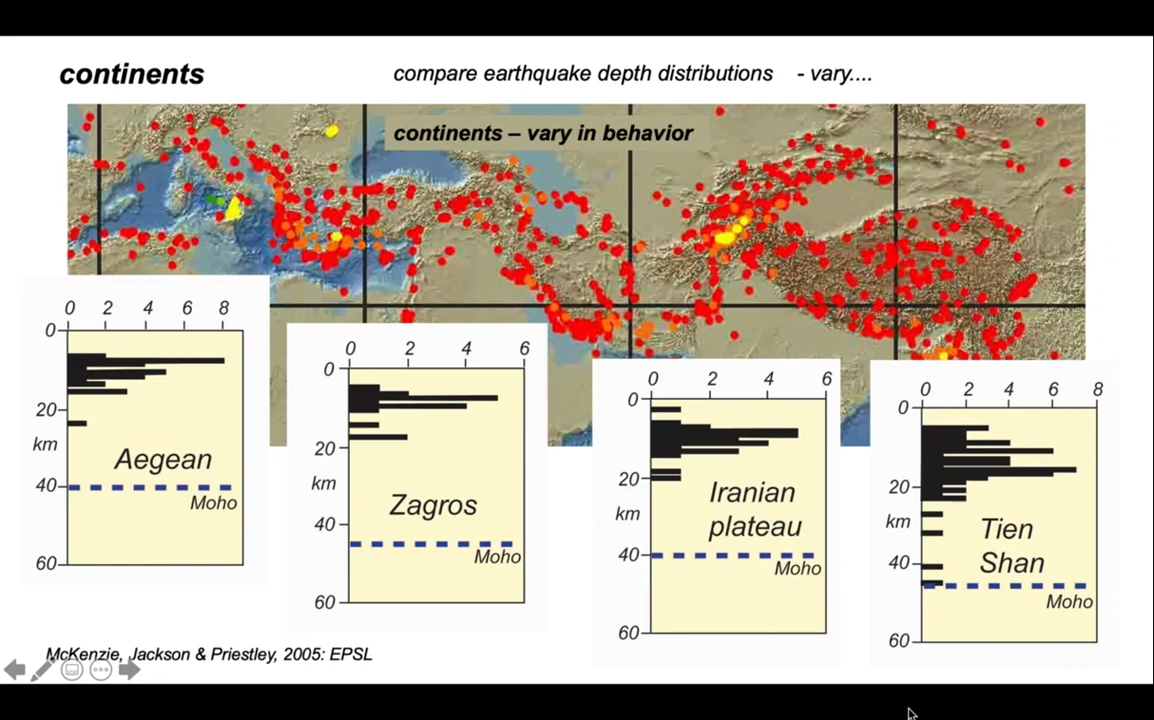 continents
compare earthquake depth distributions - vary....
continents – vary in behavior
0 2 4 6 8
0
20
km
40
60
Aegean
Moho
0 2 4 6
0
20
km
40
60
Zagros
Moho
0 2 4 6
0
20
km
40
60
Iranian
plateau
Moho
0 2 4 6 8
0
20
km
40
60
Tien
Shan
Moho
McKenzie, Jackson & Priestley, 2005: EPSL